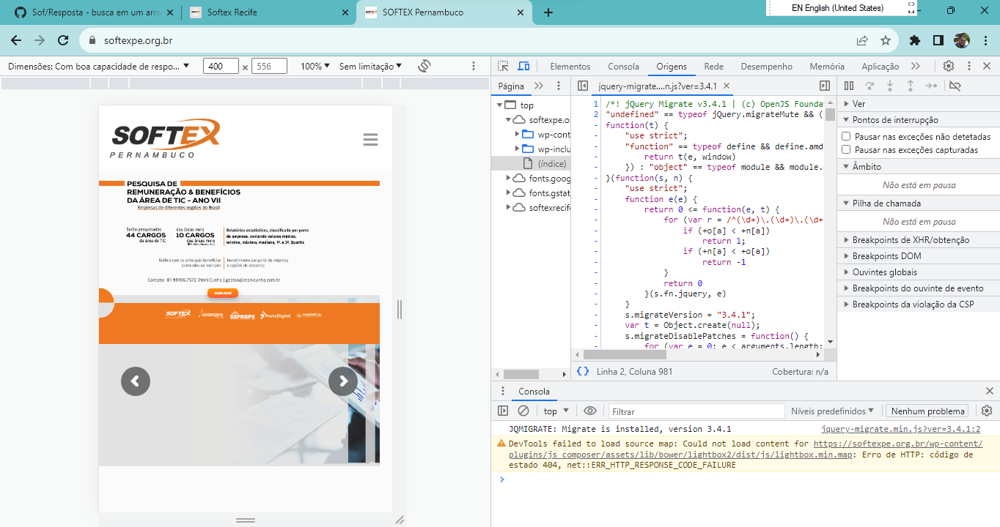 Sof/Resposta - busca em um arra
Softex Recife
SOFTEX Pernambuco
EN English (United States)
softexpe.org.br
Dimensões: Com boa capacidade de respo...
400 × 556
100%
Sem limitação
Elementos
Consola
Origens
Rede
Desempenho
Memória
Aplicação
Página
jquery-migrate....n.js?ver=3.4.1
top
softexpe.or
wp-cont
wp-inclu
(índice)
fonts.goog
fonts.gstat
softexrecife
1 /*! jQuery Migrate v3.4.1 | (c) OpenJS Foundat
2 "undefined" == typeof jQuery.migrateMute && (
- function(t) {
- "use strict";
- "function" == typeof define && define.amd
- return t(e, window)
- }) : "object" == typeof module && module.
- }(function(s, n) {
- "use strict";
- function e(e) {
- return 0 <= function(e, t) {
- for (var r = /^(\d+)\.(\d+)\.(\d+
- if (+o[a] < +n[a])
- return 1;
- if (+n[a] < +o[a])
- return -1
- }
- return 0
- }(s.fn.jquery, e)
- }
- s.migrateVersion = "3.4.1";
- var t = Object.create(null);
- s.migrateDisablePatches = function() {
- for (var e = 0; e < arguments.length;
Linha 2, Coluna 981
Cobertura: n/a
Ver
Pontos de interrupção
Pausar nas exceções não detetadas
Pausar nas exceções capturadas
Âmbito
Não está em pausa
Pilha de chamada
Não está em pausa
Breakpoints de XHR/obtenção
Breakpoints DOM
Ouvintes globais
Breakpoints do ouvinte de evento
Breakpoints da violação da CSP
SOFTEX
PERNAMBUCO
PESQUISA DE
REMUNERAÇÃO & BENEFÍCIOS
DA ÁREA DE TIC - ANO VII
Empresas de diferentes regiões do Brasil
Serão pesquisados
44 CARGOS
da área de TIC
das áreas meio
10 CARGOS
das áreas meio
Relatórios estatísticos, classificado por porte
de empresa, contendo valores médios,
mínimo, máximo, mediana, 1º. e 3º. Quartis
Gráfico com os principais benefícios
praticados no mercado
Investimento por porte de empresa
e opções de desconto
Contato: 81 99106.7572 Otoni Cunha | gestao@otonicunha.com.br
SOFTEX
assespro
SEPROPE
PortoDigital
Consola
top
Filtrar
Níveis predefinidos
Nenhum problema
JQMIGRATE: Migrate is installed, version 3.4.1
jquery-migrate.min.js?ver=3.4.1:2
DevTools failed to load source map: Could not load content for https://softexpe.org.br/wp-content/
plugins/js_composer/assets/lib/bower/lightbox2/dist/js/lightbox.min.map: Erro de HTTP: código de
estado 404, net::ERR_HTTP_RESPONSE_CODE_FAILURE